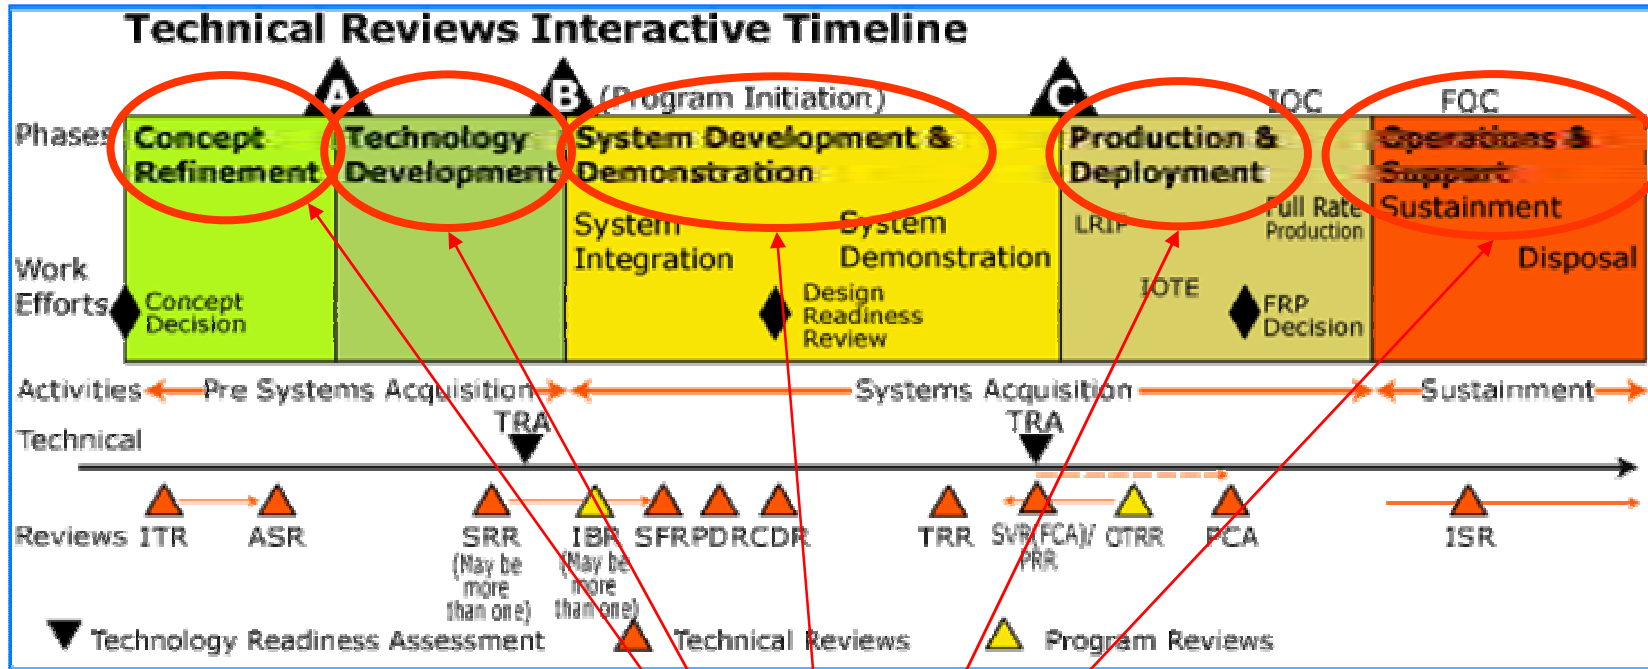 Technical Reviews Interactive Timeline
A
B
(Program Initiation)
C
IOC
FOC
Phases
Concept
Refinement
Technology
Development
System Development &
Demonstration
Production &
Deployment
Operations &
Support
Work
Efforts
Concept
Decision
System
Integration
System
Demonstration
Design
Readiness
Review
LRIP
Full Rate
Production
IOTE
FRP
Decision
Sustainment
Disposal
Activities
Pre Systems Acquisition
Systems Acquisition
Sustainment
Technical
TRA
TRA
Reviews
ITR
ASR
SRR
(May be
more
than one)
IBR
(May be
more
than one)
SFR
PDR
CDR
TRR
SVR(FCA)/
PRR
OTRR
PCA
ISR
Technology Readiness Assessment
Technical Reviews
Program Reviews